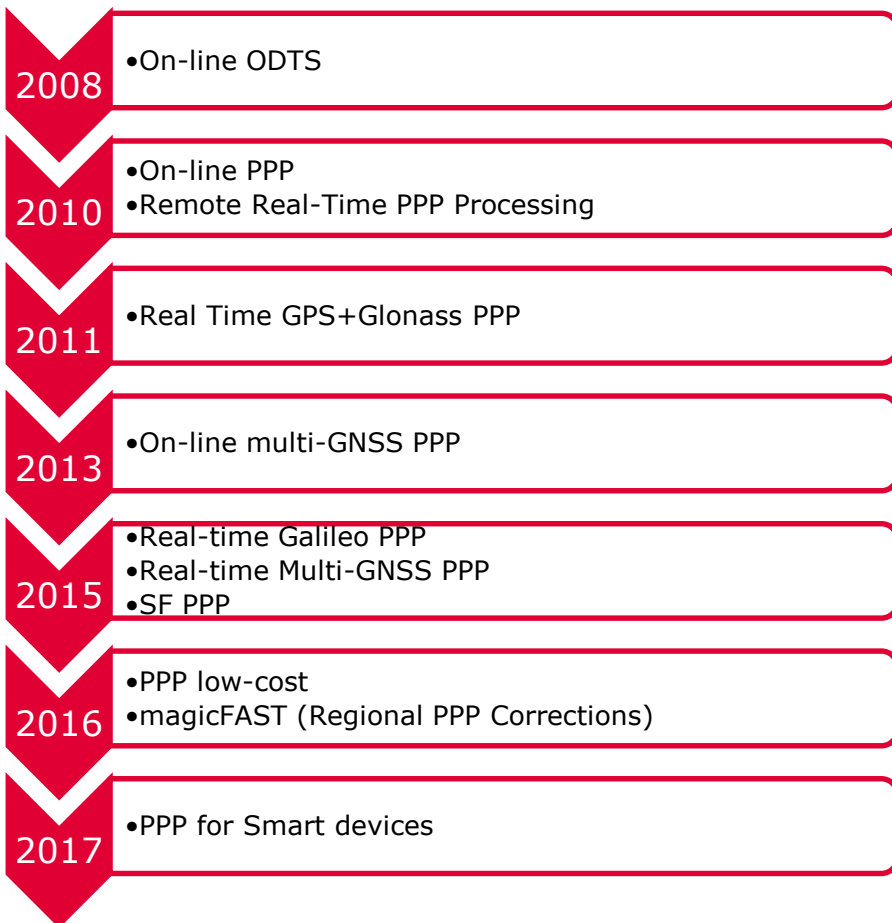 2008
•On-line ODTS
2010
•On-line PPP
•Remote Real-Time PPP Processing
2011
•Real Time GPS+Glonass PPP
2013
•On-line multi-GNSS PPP
2015
•Real-time Galileo PPP
•Real-time Multi-GNSS PPP
•SF PPP
2016
•PPP low-cost
•magicFAST (Regional PPP Corrections)
2017
•PPP for Smart devices